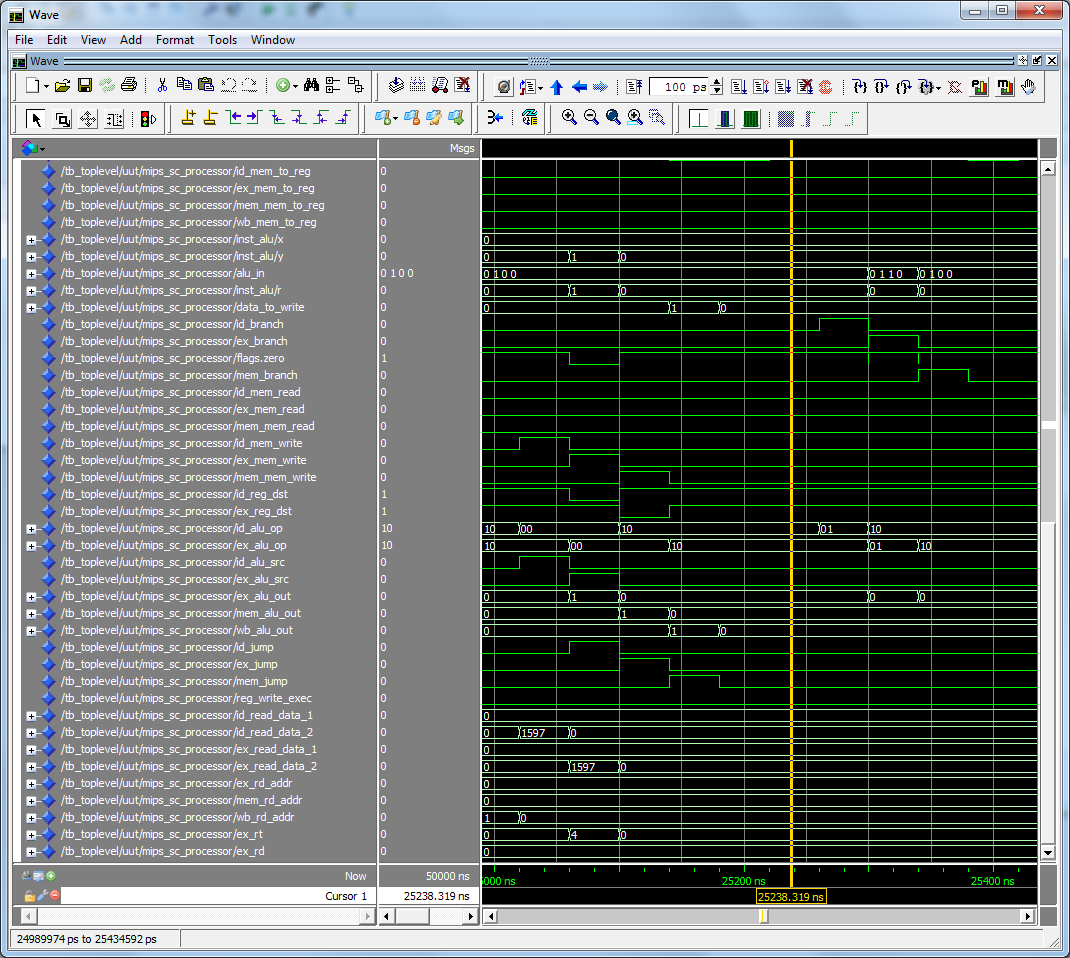 Wave
File Edit View Add Format Tools Window
Wave
100 ps
Msgs
/tb_toplevel/uut/mips_sc_processor/id_mem_to_reg 0
/tb_toplevel/uut/mips_sc_processor/ex_mem_to_reg 0
/tb_toplevel/uut/mips_sc_processor/mem_mem_to_reg 0
/tb_toplevel/uut/mips_sc_processor/wb_mem_to_reg 0
/tb_toplevel/uut/mips_sc_processor/inst_alu/x 0 0
/tb_toplevel/uut/mips_sc_processor/inst_alu/y 0 0 1 0
/tb_toplevel/uut/mips_sc_processor/alu_in 0 1 0 0 0 1 0 0 0 1 1 0 0 1 0 0
/tb_toplevel/uut/mips_sc_processor/inst_alu/r 0 0 1 0 0 0
/tb_toplevel/uut/mips_sc_processor/data_to_write 0 0 1 0
/tb_toplevel/uut/mips_sc_processor/id_branch 0
/tb_toplevel/uut/mips_sc_processor/ex_branch 0
/tb_toplevel/uut/mips_sc_processor/flags.zero 1
/tb_toplevel/uut/mips_sc_processor/mem_branch 0
/tb_toplevel/uut/mips_sc_processor/id_mem_read 0
/tb_toplevel/uut/mips_sc_processor/ex_mem_read 0
/tb_toplevel/uut/mips_sc_processor/mem_mem_read 0
/tb_toplevel/uut/mips_sc_processor/id_mem_write 0
/tb_toplevel/uut/mips_sc_processor/ex_mem_write 0
/tb_toplevel/uut/mips_sc_processor/mem_mem_write 0
/tb_toplevel/uut/mips_sc_processor/id_reg_dst 1
/tb_toplevel/uut/mips_sc_processor/ex_reg_dst 1
/tb_toplevel/uut/mips_sc_processor/id_alu_op 10 10 00 10 01 10
/tb_toplevel/uut/mips_sc_processor/ex_alu_op 10 10 00 10 01 10
/tb_toplevel/uut/mips_sc_processor/id_alu_src 0
/tb_toplevel/uut/mips_sc_processor/ex_alu_src 0
/tb_toplevel/uut/mips_sc_processor/ex_alu_out 0 0 1 0 0 0
/tb_toplevel/uut/mips_sc_processor/mem_alu_out 0 0 1 0
/tb_toplevel/uut/mips_sc_processor/wb_alu_out 0 0 1 0
/tb_toplevel/uut/mips_sc_processor/id_jump 0
/tb_toplevel/uut/mips_sc_processor/ex_jump 0
/tb_toplevel/uut/mips_sc_processor/mem_jump 0
/tb_toplevel/uut/mips_sc_processor/reg_write_exec 0
/tb_toplevel/uut/mips_sc_processor/id_read_data_1 0 0
/tb_toplevel/uut/mips_sc_processor/id_read_data_2 0 0 1597 0
/tb_toplevel/uut/mips_sc_processor/ex_read_data_1 0 0
/tb_toplevel/uut/mips_sc_processor/ex_read_data_2 0 0 1597 0
/tb_toplevel/uut/mips_sc_processor/ex_rd_addr 0 0
/tb_toplevel/uut/mips_sc_processor/mem_rd_addr 0 0
/tb_toplevel/uut/mips_sc_processor/wb_rd_addr 0 1 0
/tb_toplevel/uut/mips_sc_processor/ex_rt 0 0 4 0
/tb_toplevel/uut/mips_sc_processor/ex_rd 0 0
Now 50000 ns 000 ns 25200 ns 25400 ns
Cursor 1 25238.319 ns 25238.319 ns
24989974 ps to 25434592 ps